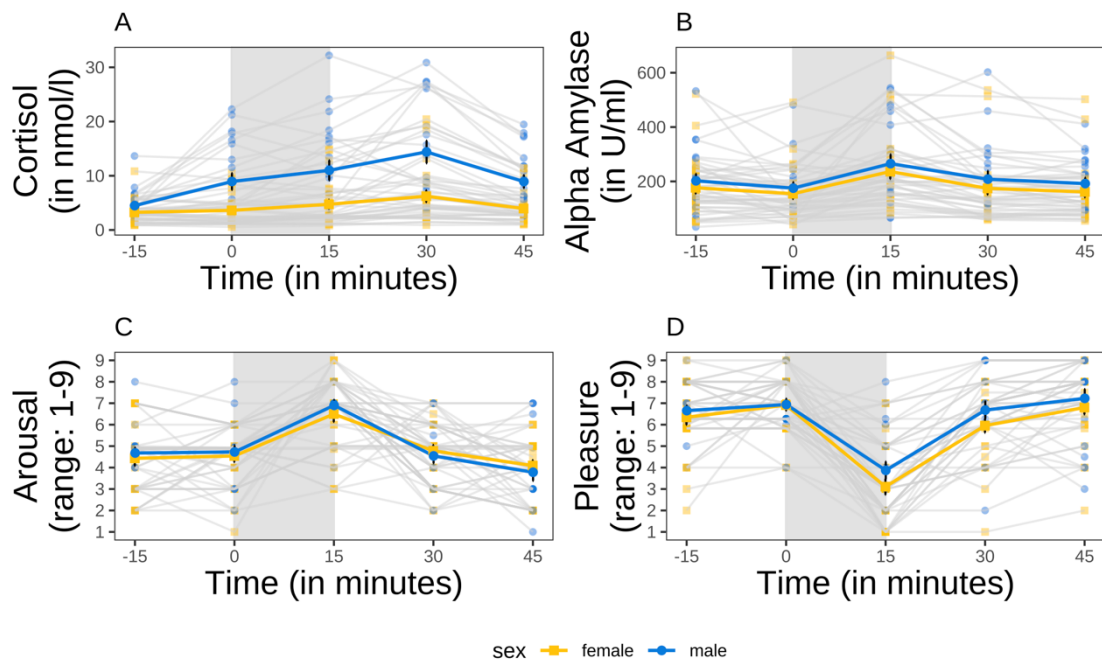 A
Cortisol
(in nmol/l)
30
20
10
0
-15 0 15 30 45
Time (in minutes)
B
Alpha Amylase
(in U/ml)
600
400
200
-15 0 15 30 45
Time (in minutes)
C
Arousal
(range: 1-9)
9
8
7
6
5
4
3
2
1
-15 0 15 30 45
Time (in minutes)
D
Pleasure
(range: 1-9)
9
8
7
6
5
4
3
2
1
-15 0 15 30 45
Time (in minutes)
sex female male